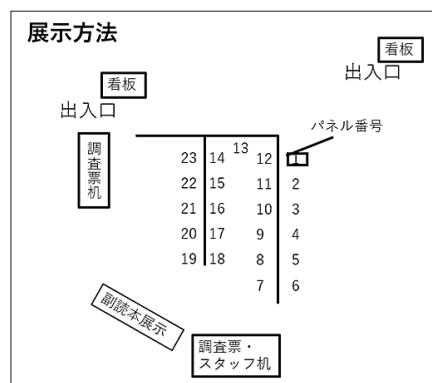 展示方法
看板
出入口
看板
出入口
パネル番号
調査票机
13
23 14 12 1
22 15 11 2
21 16 10 3
20 17 9 4
19 18 8 5
7 6
副読本展示
調査票・
スタッフ机